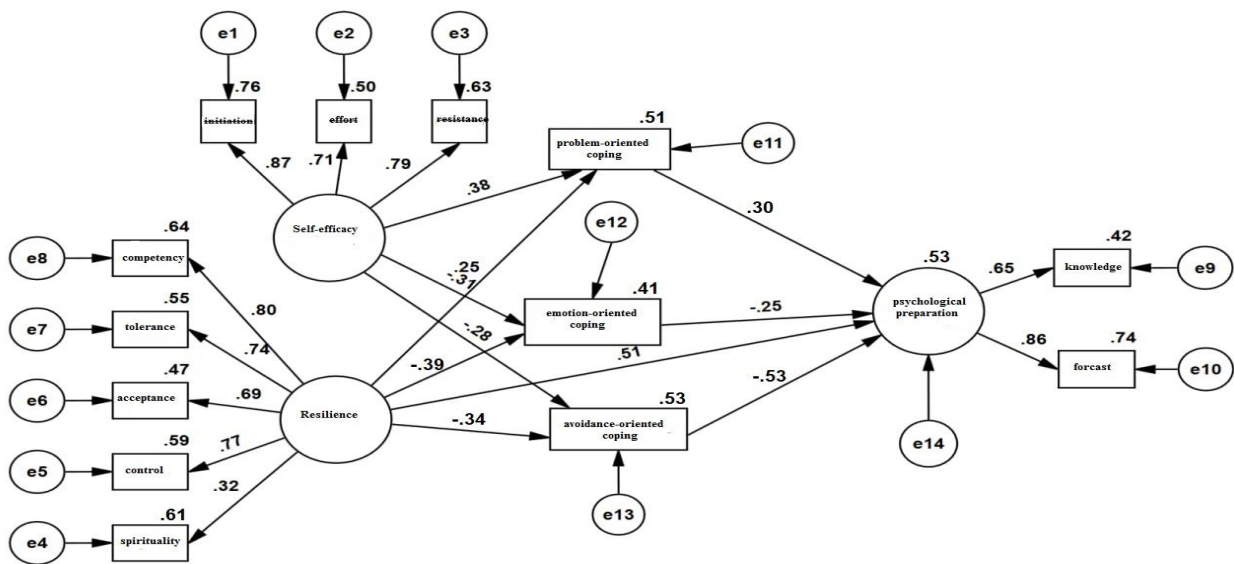 e1
e2
e3
.76
.50
.63
initiation
effort
resistance
.87
.71
.79
.51
problem-oriented
coping
e11
.38
Self-efficacy
e12
.30
.64
e8
competency
.80
-.25
-.31
.53
psychological
preparation
.65
.42
knowledge
e9
.55
e7
tolerance
.74
.41
emotion-oriented
coping
-.25
-.28
-.39
.51
.86
.74
forcast
e10
.47
e6
acceptance
.69
Resilience
-.34
.53
avoidance-oriented
coping
-.53
e14
.59
e5
control
.77
.32
e13
.61
e4
spirituality